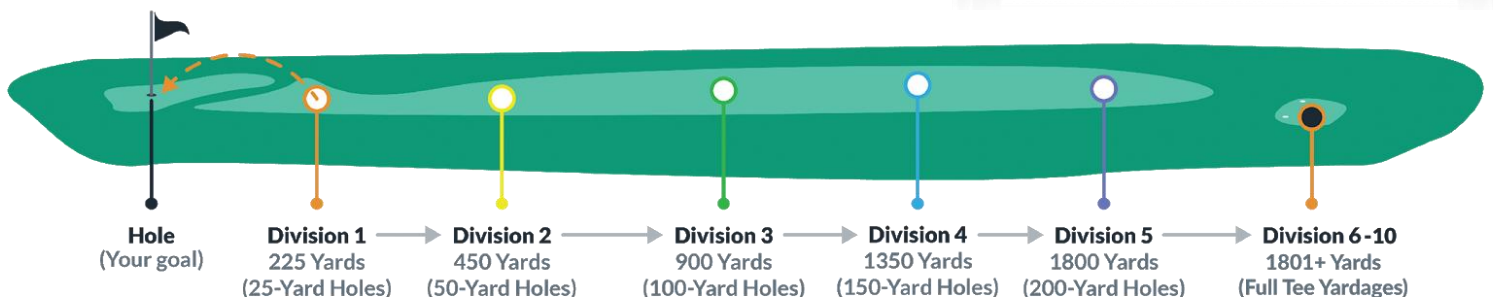 Hole
(Your goal)
Division 1
225 Yards
(25-Yard Holes)
Division 2
450 Yards
(50-Yard Holes)
Division 3
900 Yards
(100-Yard Holes)
Division 4
1350 Yards
(150-Yard Holes)
Division 5
1800 Yards
(200-Yard Holes)
Division 6-10
1801+ Yards
(Full Tee Yardages)